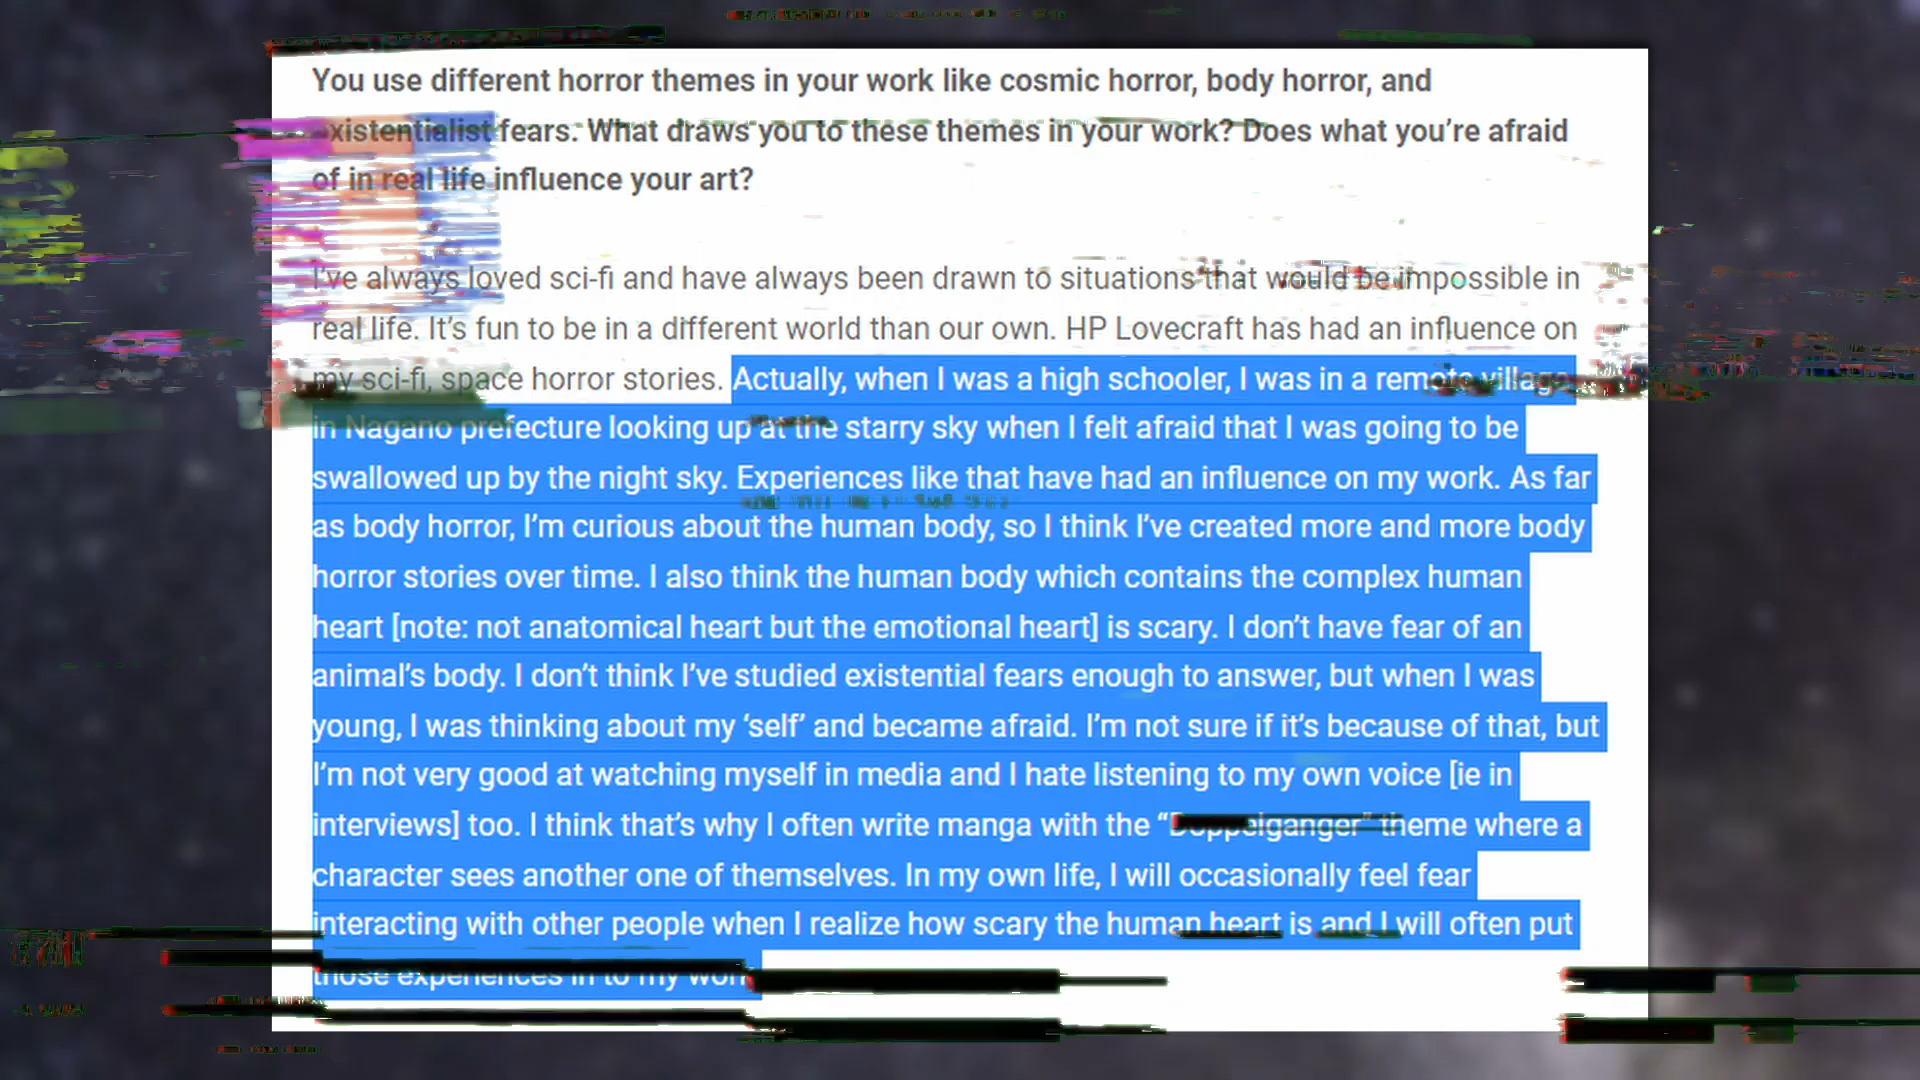 You use different horror themes in your work like cosmic horror, body horror, and
existentialist fears. What draws you to these themes in your work? Does what you’re afraid
of in real life influence your art?
I’ve always loved sci-fi and have always been drawn to situations that would be impossible in
real life. It’s fun to be in a different world than our own. HP Lovecraft has had an influence on
my sci-fi, space horror stories. Actually, when I was a high schooler, I was in a remote village
in Nagano prefecture looking up at the starry sky when I felt afraid that I was going to be
swallowed up by the night sky. Experiences like that have had an influence on my work. As far
as body horror, I’m curious about the human body, so I think I’ve created more and more body
horror stories over time. I also think the human body which contains the complex human
heart [note: not anatomical heart but the emotional heart] is scary. I don’t have fear of an
animal’s body. I don’t think I’ve studied existential fears enough to answer, but when I was
young, I was thinking about my ‘self’ and became afraid. I’m not sure if it’s because of that, but
I’m not very good at watching myself in media and I hate listening to my own voice [ie in
interviews] too. I think that’s why I often write manga with the “Doppelganger” theme where a
character sees another one of themselves. In my own life, I will occasionally feel fear
interacting with other people when I realize how scary the human heart is and I will often put
those experiences in to my work